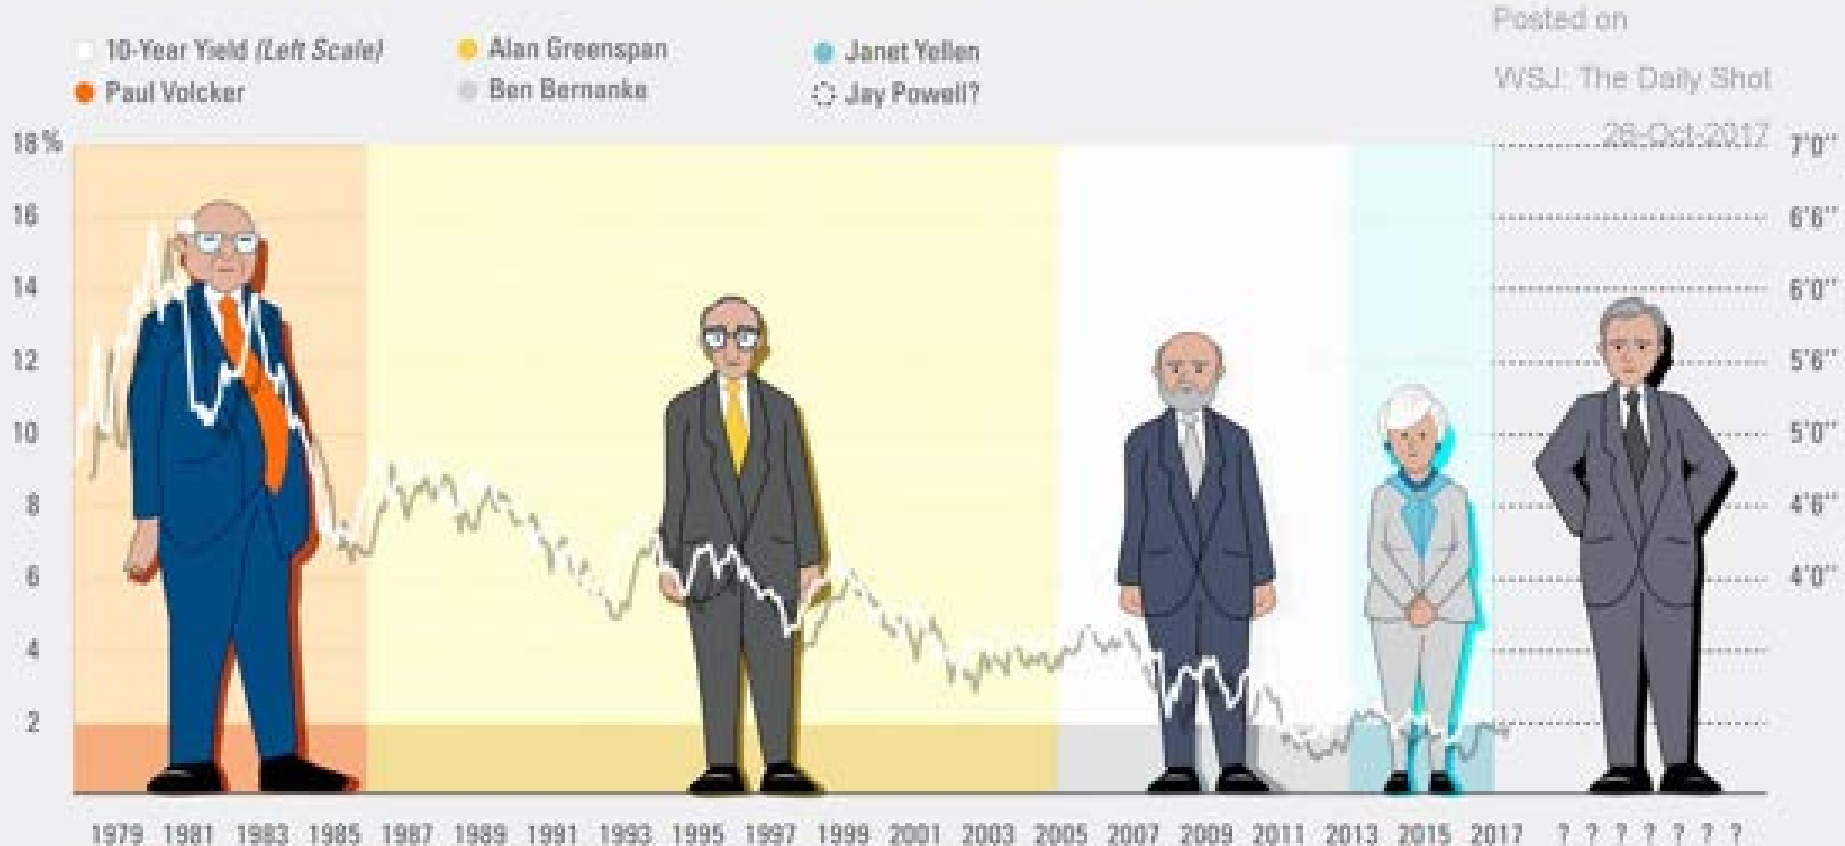 10-Year Yield (Left Scale)
Paul Volcker
Alan Greenspan
Ben Bernanke
Janet Yellen
Jay Powell?
Posted on
WSJ: The Daily Shot
26-Oct-2017
18%
16
14
12
10
8
6
4
2
7'0"
6'6"
6'0"
5'6"
5'0"
4'6"
4'0"
1979 1981 1983 1985 1987 1989 1991 1993 1995 1997 1999 2001 2003 2005 2007 2009 2011 2013 2015 2017 ? ? ? ? ? ? ?